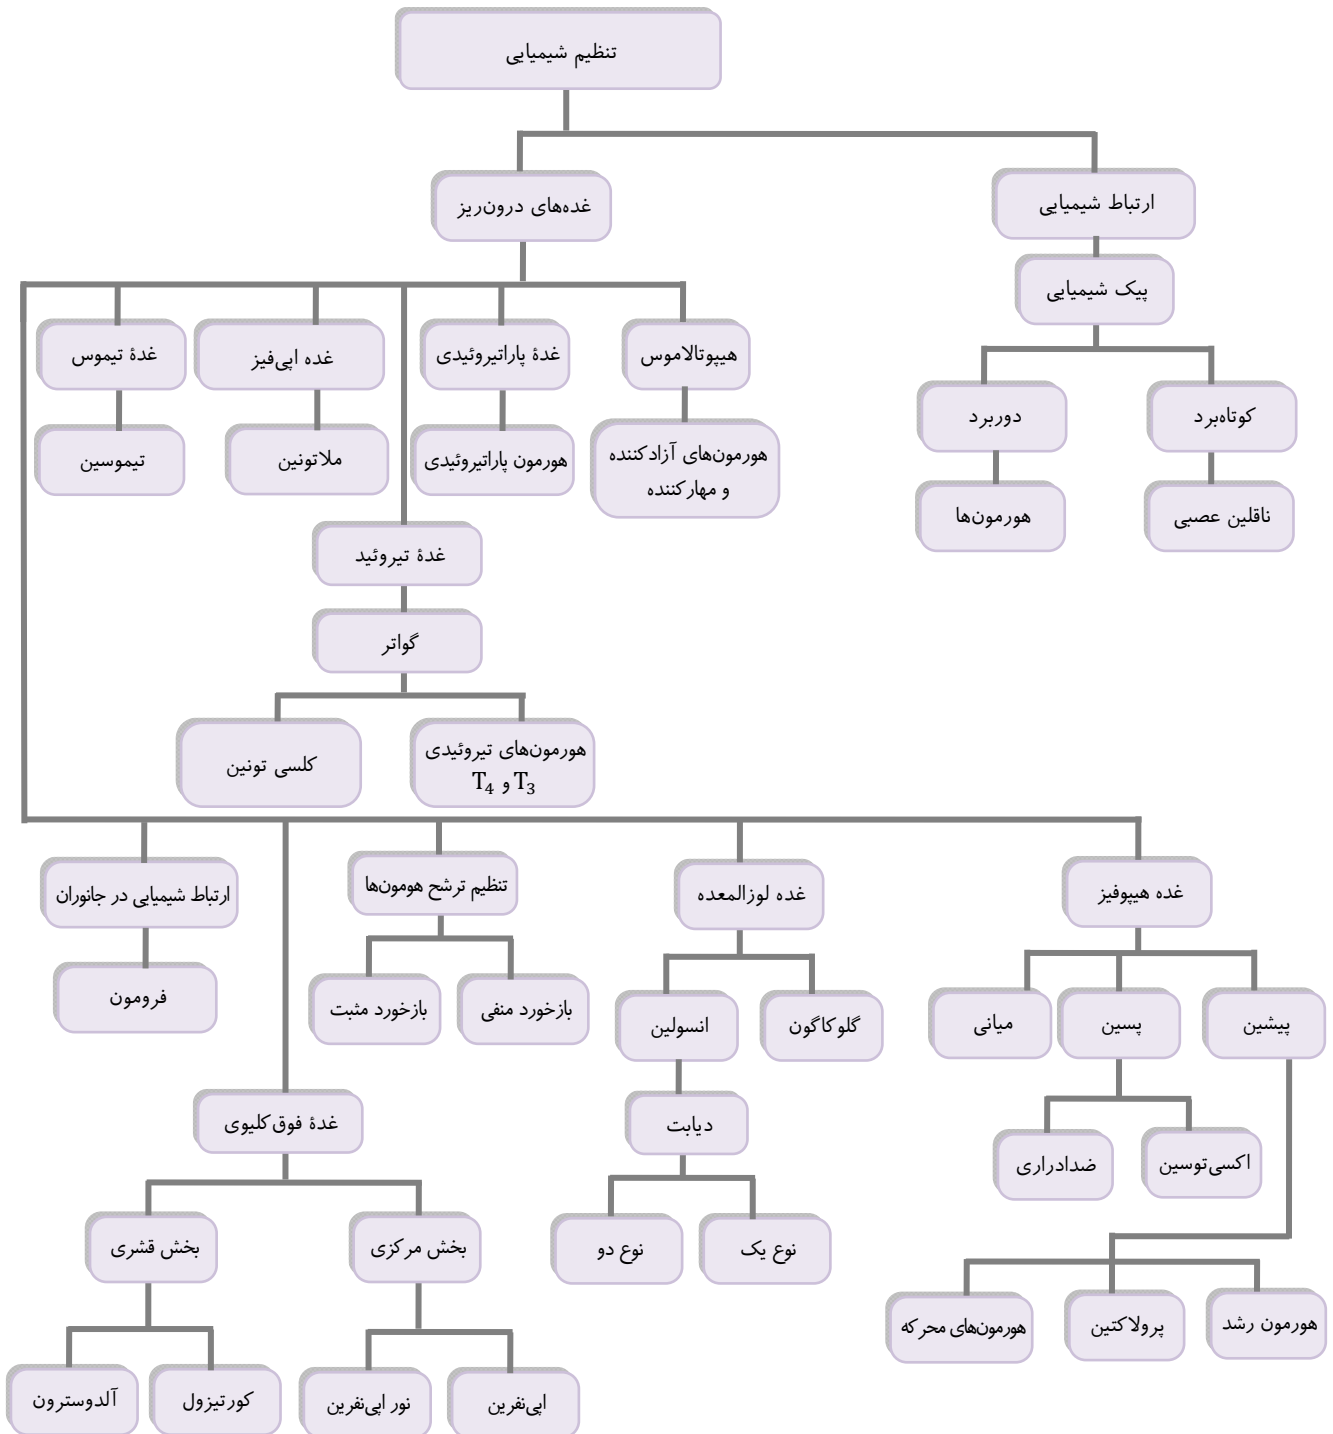 تنظیم شیمیایی
ارتباط شیمیایی
غده‌های درون‌ریز
پیک شیمیایی
کوتاه‌برد
دوربرد
ناقلین عصبی
هورمون‌ها
هیپوتالاموس
غدۀ پاراتیروئیدی
غده اپی‌فیز
غدۀ تیموس
هورمون‌های آزادکننده
و مهارکننده
هورمون پاراتیروئیدی
ملاتونین
تیموسین
غدۀ تیروئید
گواتر
هورمون‌های تیروئیدی
T₃ و T₄
کلسی تونین
غده هیپوفیز
غده لوزالمعده
تنظیم ترشح هومون‌ها
ارتباط شیمیایی در جانوران
پیشین
پسین
میانی
گلوکاگون
انسولین
بازخورد منفی
بازخورد مثبت
فرومون
اکسی‌توسین
ضدادراری
دیابت
غدۀ فوق‌کلیوی
نوع یک
نوع دو
بخش مرکزی
بخش قشری
هورمون رشد
پرولاکتین
هورمون‌های محرکه
اپی‌نفرین
نور اپی‌نفرین
کورتیزول
آلدوسترون